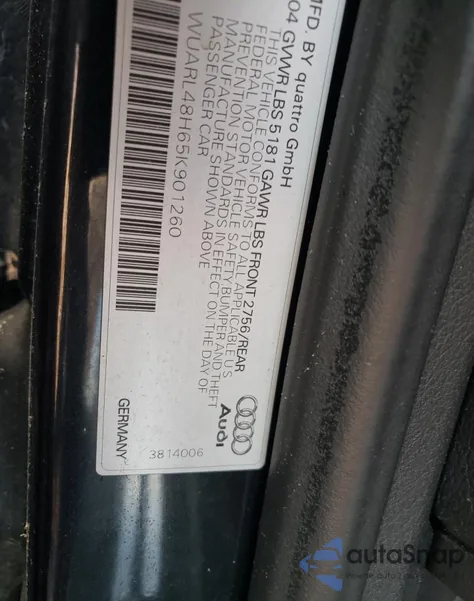 MFD. BY quattro GmbH
04 GVWR LBS 5181 GAWR LBS FRONT 2756/REAR
THIS VEHICLE CONFORMS TO ALL APPLICABLE U S
FEDERAL MOTOR VEHICLE SAFETY, BUMPER AND THEFT
PREVENTION STANDARDS IN EFFECT ON THE DAY OF
MANUFACTURE SHOWN ABOVE
PASSENGER CAR
WUARL48H65K901260
Audi
3814006
GERMANY
autoSnap